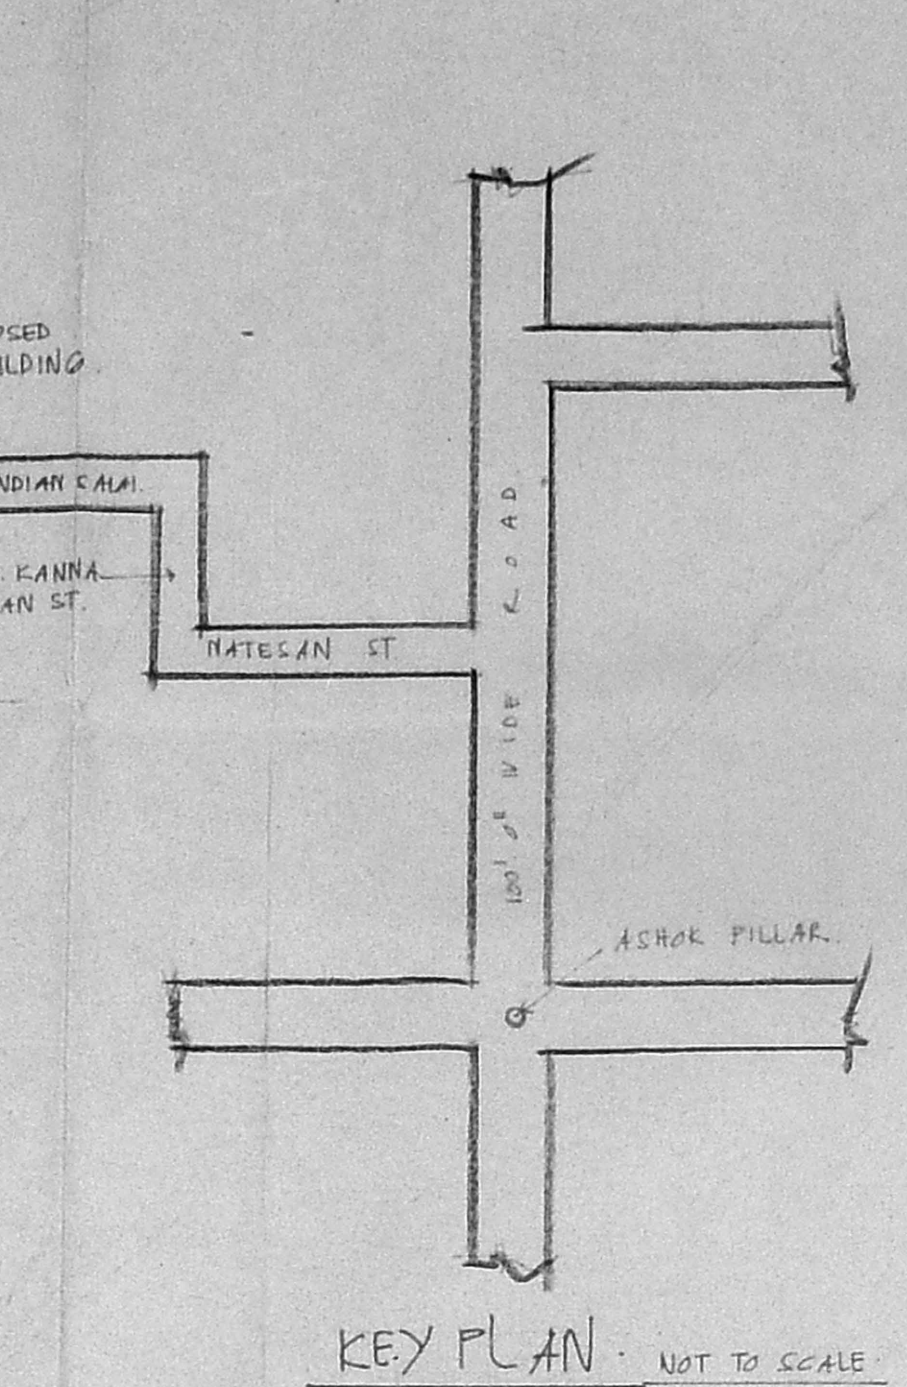 OSED
ILDING.
NDIAN SALAI.
. KANNA
AN ST.
NATESAN ST.
100'.0" WIDE ROAD.
ASHOK PILLAR.
KEY PLAN.
NOT TO SCALE.